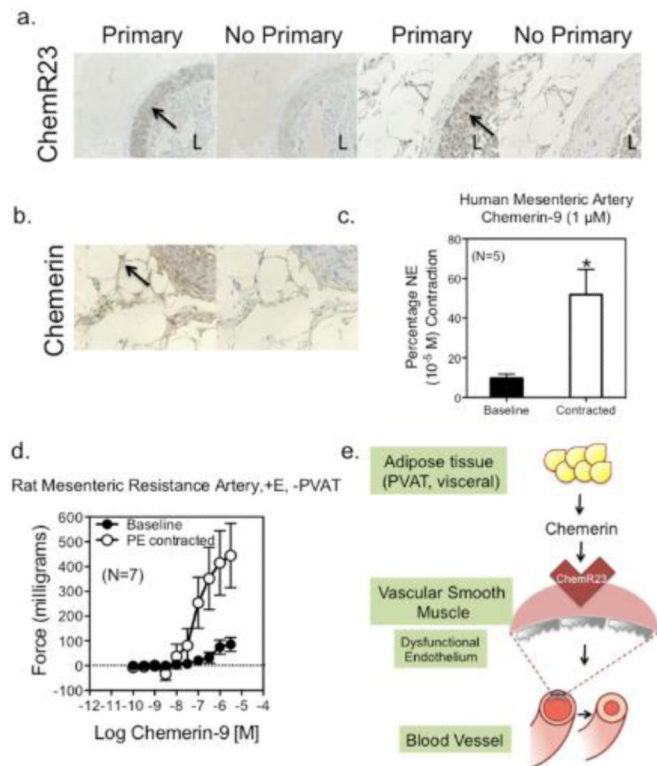 a.
Primary
No Primary
Primary
No Primary
ChemR23
L
L
L
L
b.
Chemerin
c.
Human Mesenteric Artery
Chemerin-9 (1 µM)
Percentage NE
(10-5 M) Contraction
80
60
40
20
0
(N=5)
*
Baseline
Contracted
d.
Rat Mesenteric Resistance Artery,+E, -PVAT
Force (milligrams)
600
500
400
300
200
100
0
-100
Baseline
PE contracted
(N=7)
-12-11-10 -9 -8 -7 -6 -5 -4
Log Chemerin-9 [M]
e.
Adipose tissue
(PVAT, visceral)
Chemerin
ChemR23
Vascular Smooth
Muscle
Dysfunctional
Endothelium
Blood Vessel